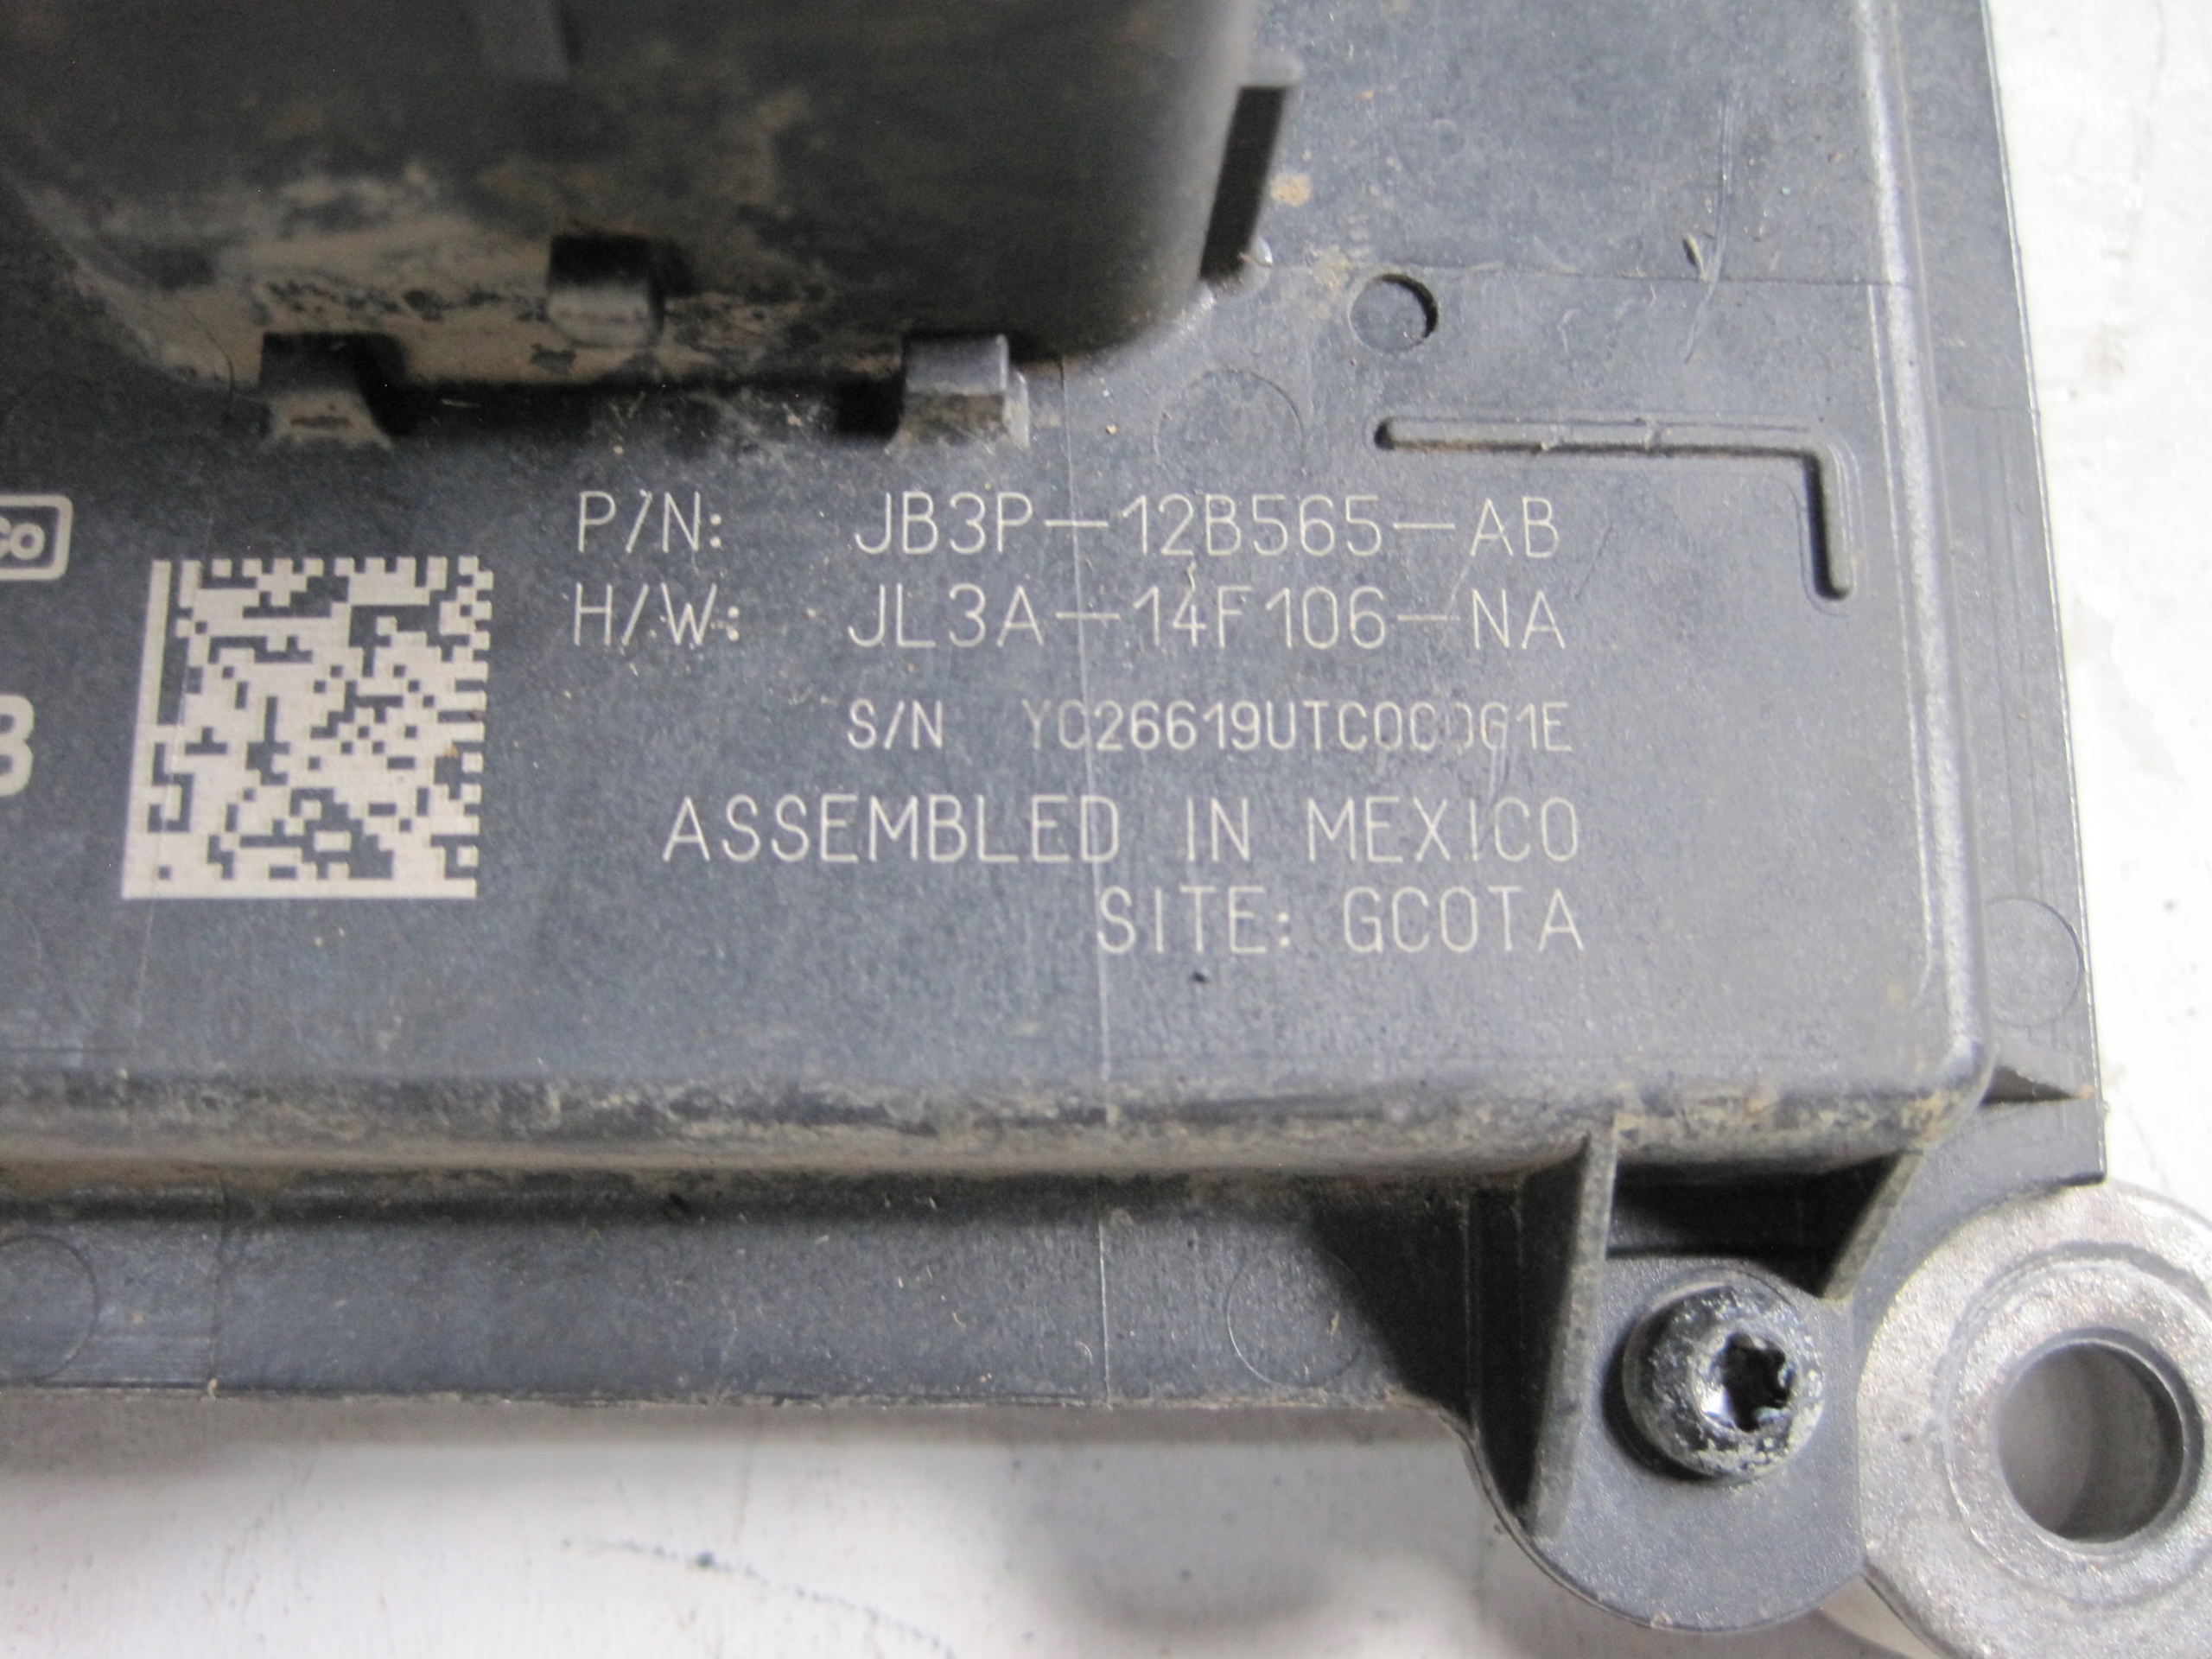 P/N: JB3P-12B565-AB
H/W: JL3A-14F106-NA
S/N
ASSEMBLED IN MEXICO
SITE: GCOTA